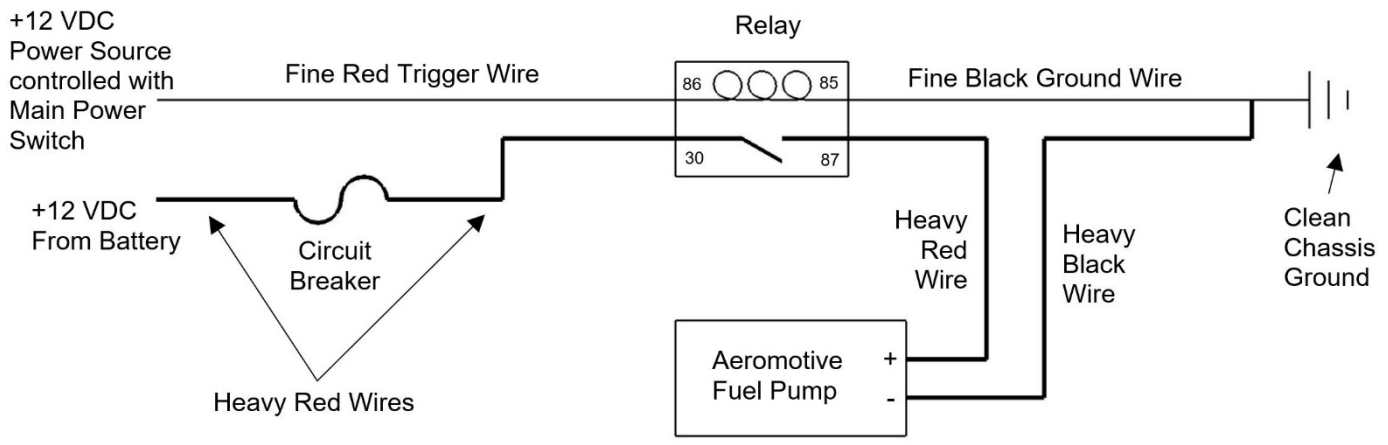 +12 VDC
Power Source
controlled with
Main Power
Switch
Fine Red Trigger Wire
Relay
86
85
Fine Black Ground Wire
30
87
+12 VDC
From Battery
Circuit
Breaker
Heavy Red Wires
Heavy
Red
Wire
Heavy
Black
Wire
Clean
Chassis
Ground
Aeromotive
Fuel Pump
+
-